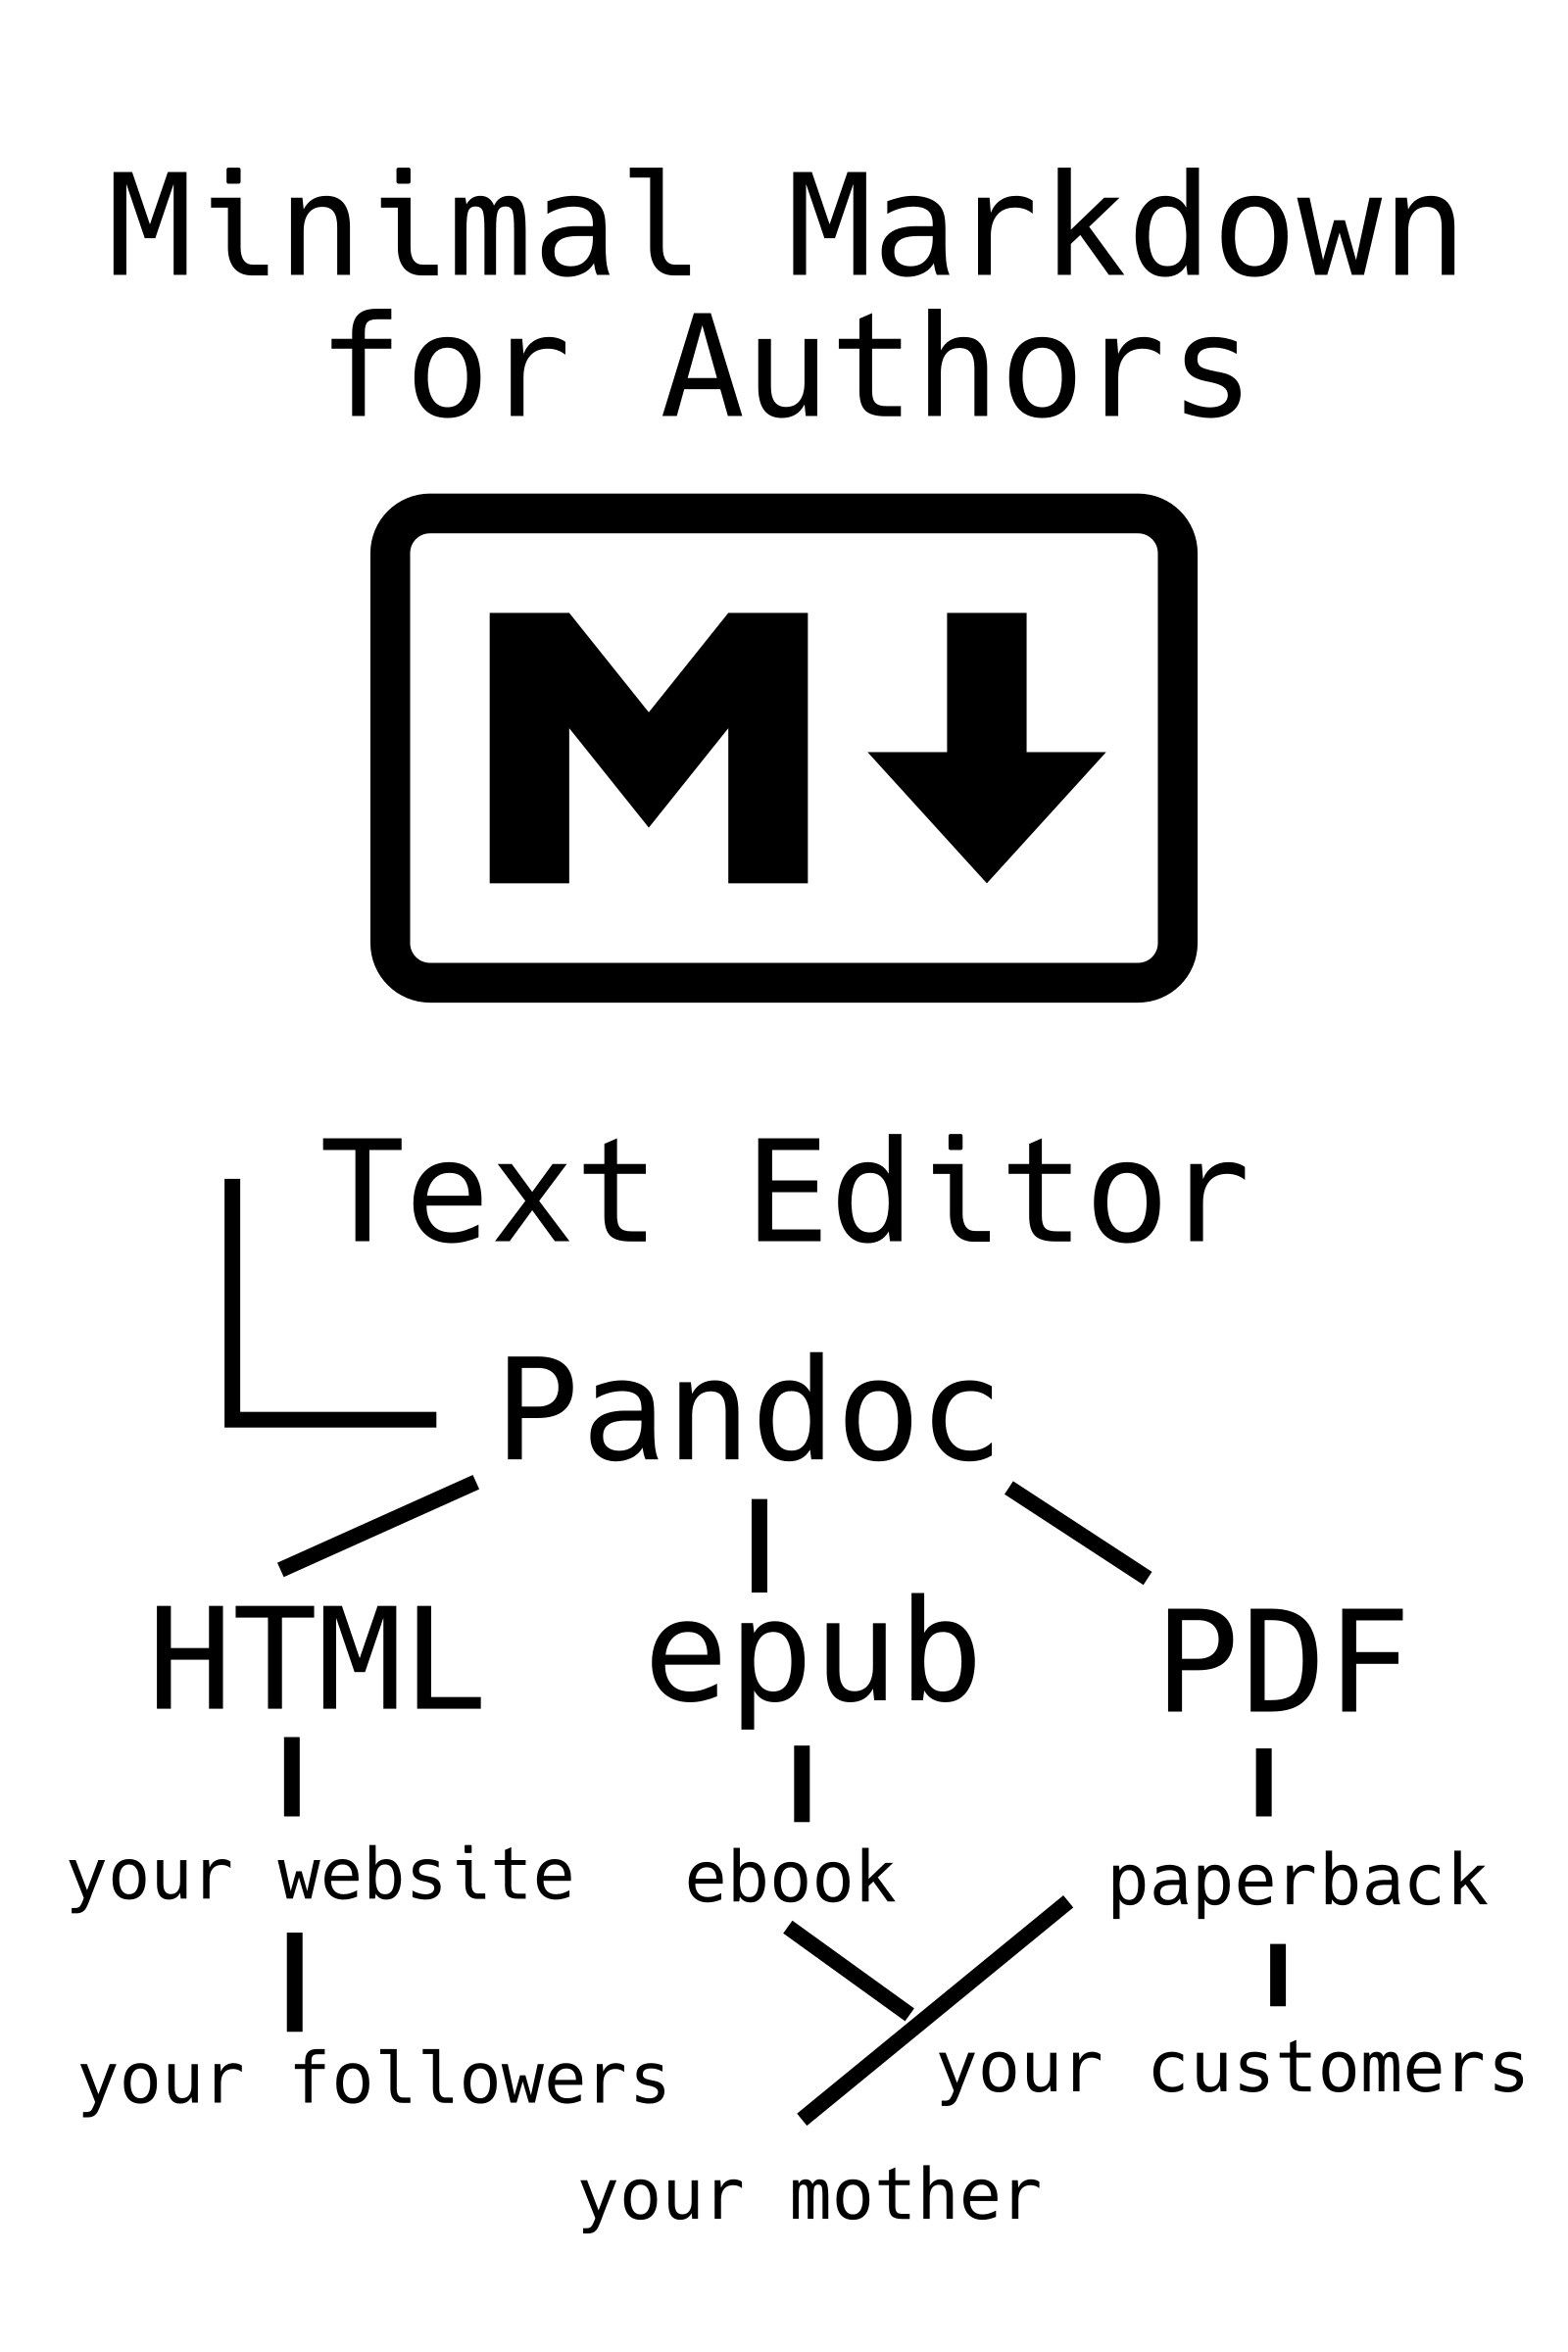 Minimal Markdown
for Authors
M
Text Editor
Pandoc
HTML epub PDF
your website ebook paperback
your followers your customers
your mother